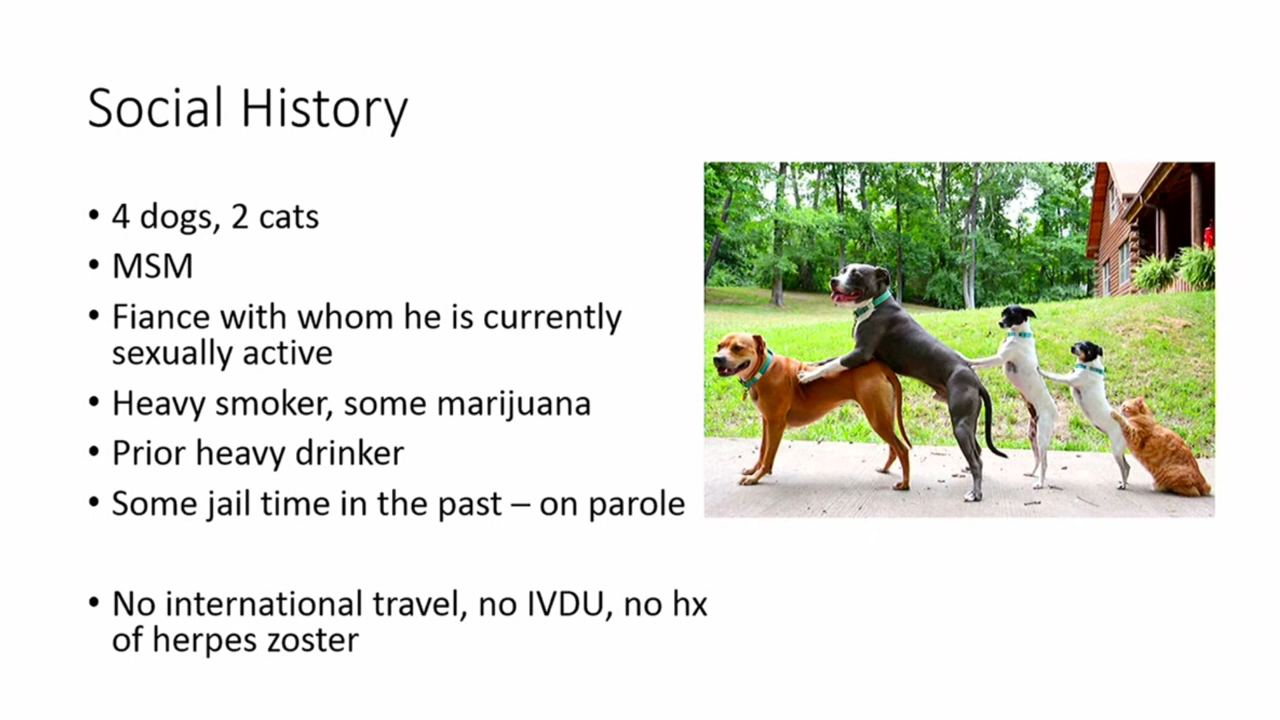 Social History
• 4 dogs, 2 cats
• MSM
• Fiance with whom he is currently
sexually active
• Heavy smoker, some marijuana
• Prior heavy drinker
• Some jail time in the past – on parole
• No international travel, no IVDU, no hx
of herpes zoster